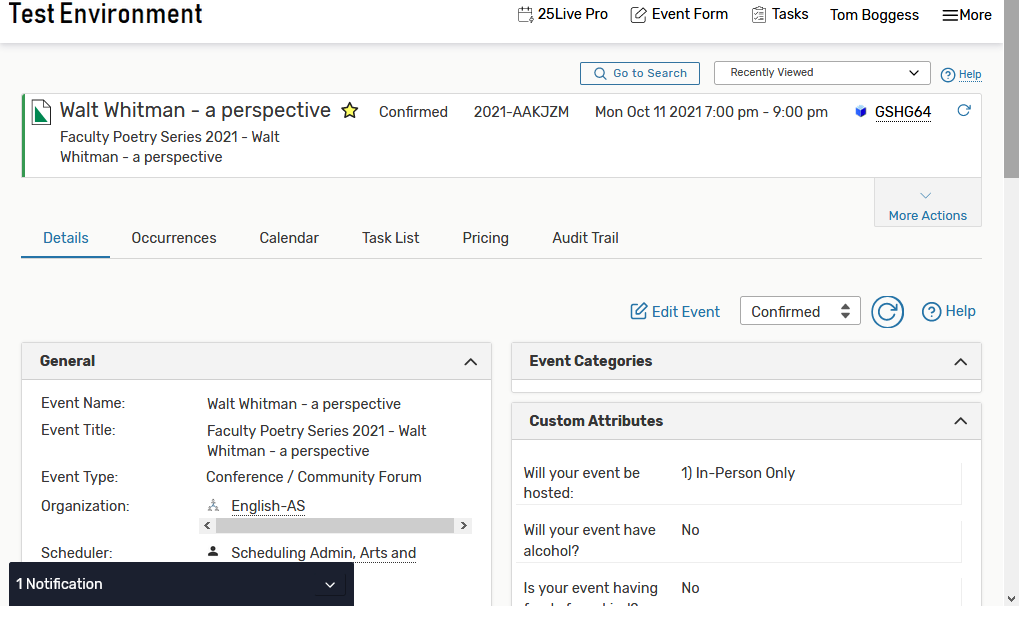 Test Environment
25Live Pro
Event Form
Tasks
Tom Boggess
More
Go to Search
Recently Viewed
Help
Walt Whitman - a perspective
Confirmed
2021-AAKJZM
Mon Oct 11 2021 7:00 pm - 9:00 pm
GSHG64
Faculty Poetry Series 2021 - Walt
Whitman - a perspective
More Actions
Details
Occurrences
Calendar
Task List
Pricing
Audit Trail
Edit Event
Confirmed
Help
General
Event Name:
Walt Whitman - a perspective
Event Title:
Faculty Poetry Series 2021 - Walt
Whitman - a perspective
Event Type:
Conference / Community Forum
Organization:
English-AS
Scheduler:
Scheduling Admin, Arts and
1 Notification
Event Categories
Custom Attributes
Will your event be
hosted:
1) In-Person Only
Will your event have
alcohol?
No
Is your event having
No